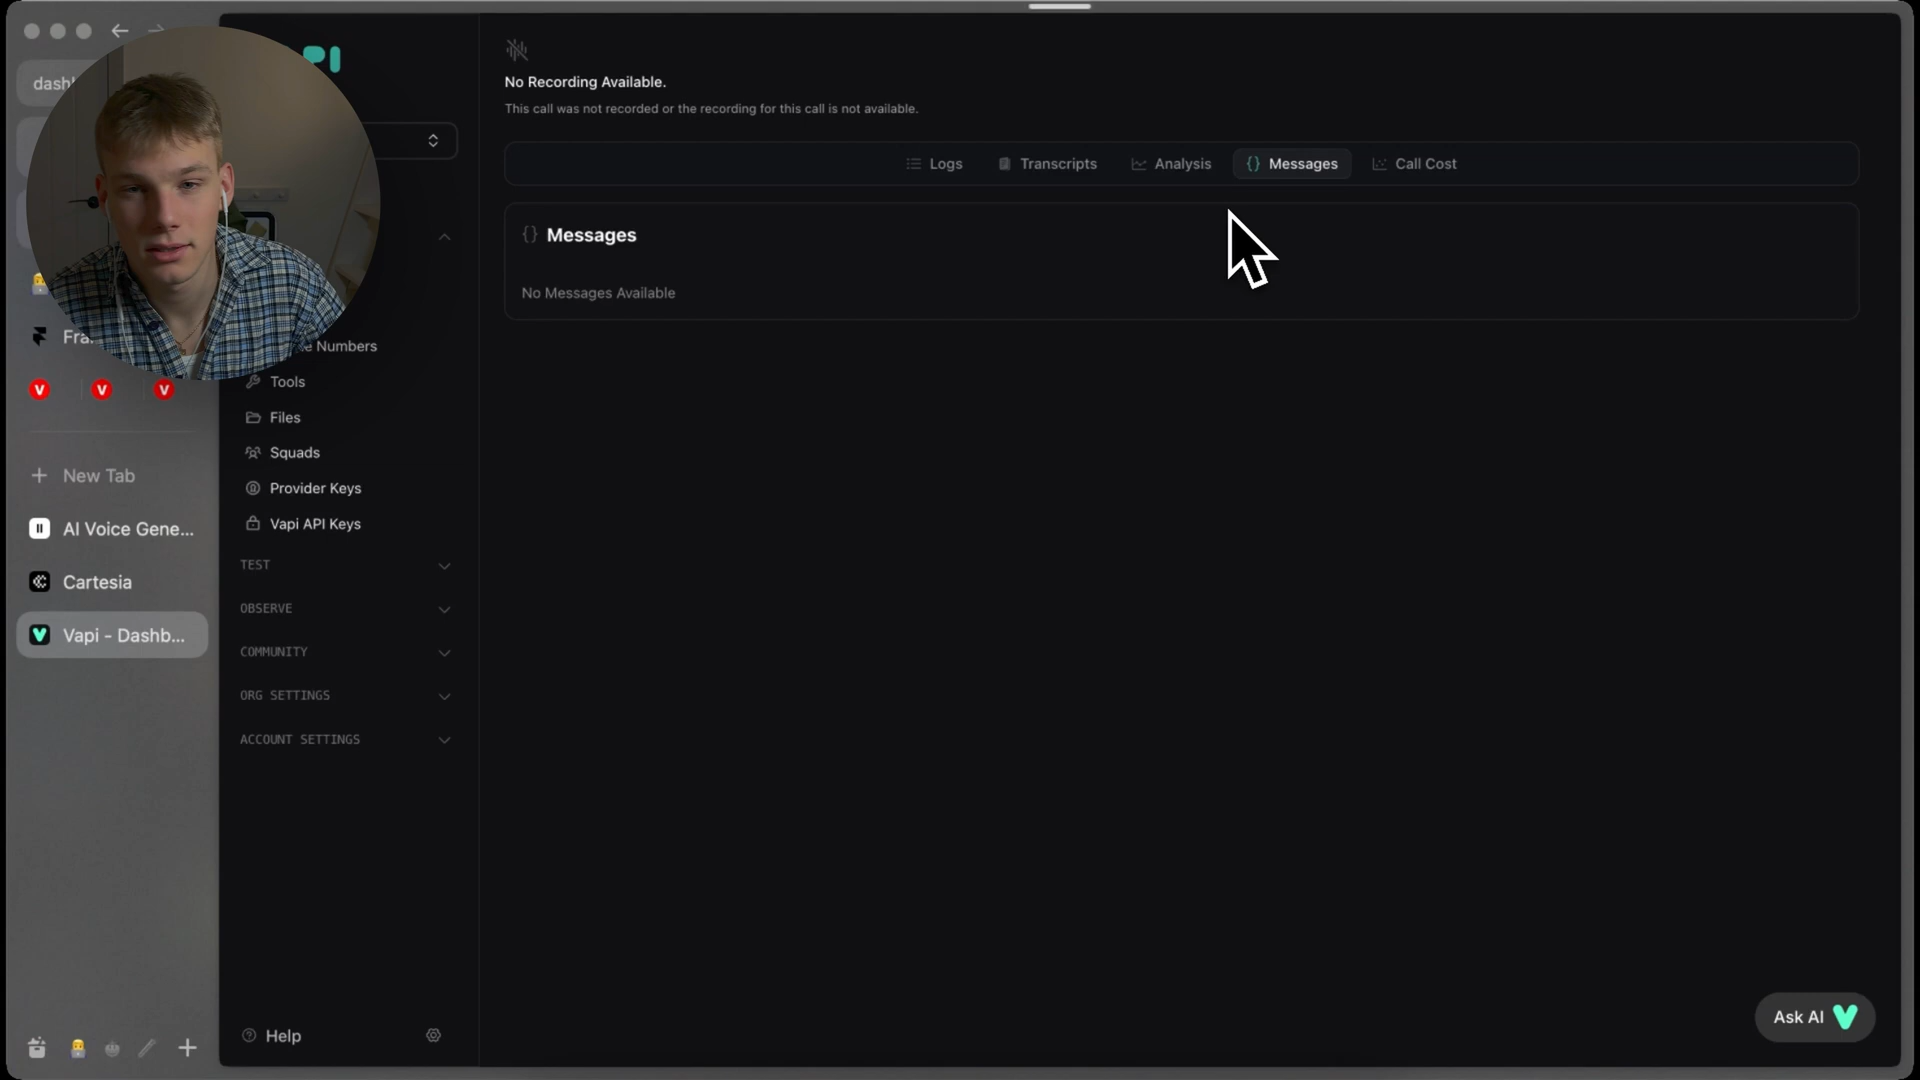 dash
Fra
New Tab
AI Voice Gene...
Cartesia
Vapi - Dashb...
PI
Numbers
Tools
Files
Squads
Provider Keys
Vapi API Keys
TEST
OBSERVE
COMMUNITY
ORG SETTINGS
ACCOUNT SETTINGS
Help
No Recording Available.
This call was not recorded or the recording for this call is not available.
Logs
Transcripts
Analysis
{} Messages
Call Cost
{} Messages
No Messages Available
Ask AI